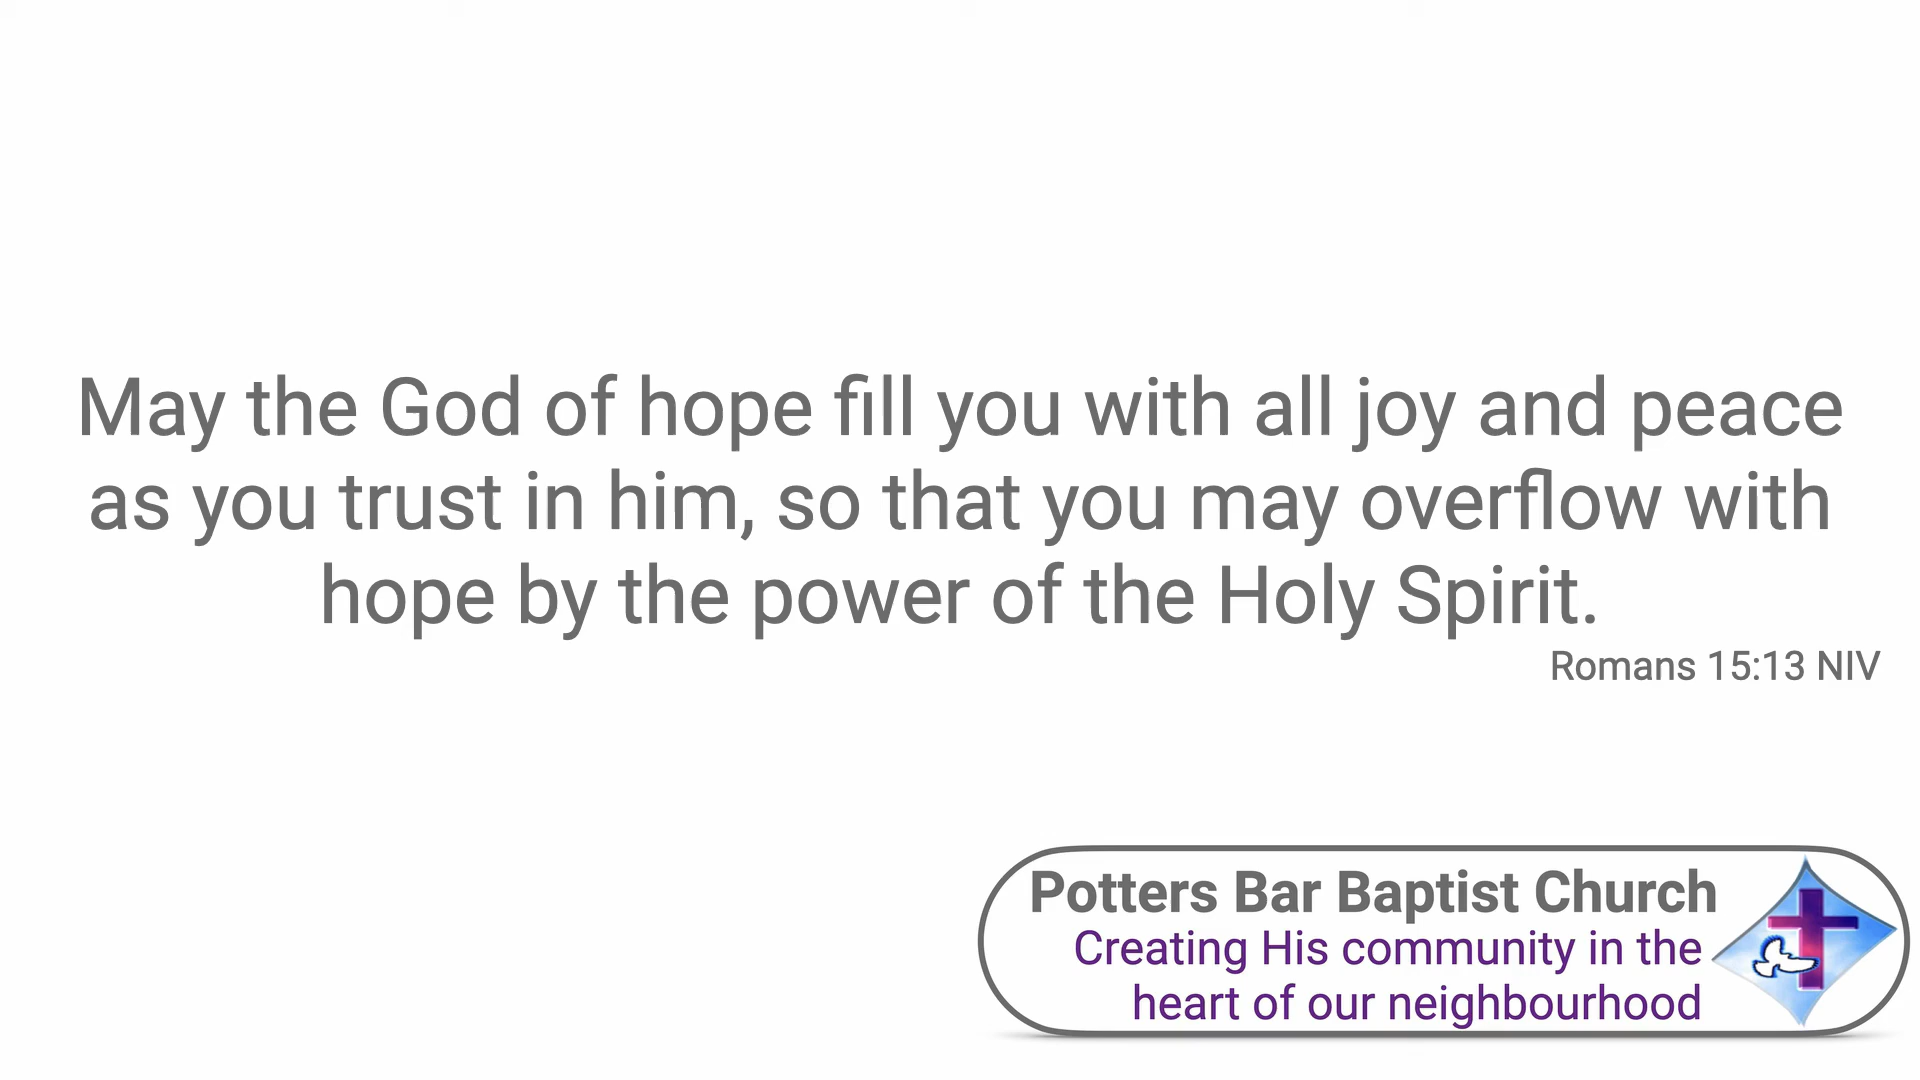 May the God of hope fill you with all joy and peace
as you trust in him, so that you may overflow with
hope by the power of the Holy Spirit.
Romans 15:13 NIV
Potters Bar Baptist Church
Creating His community in the
heart of our neighbourhood